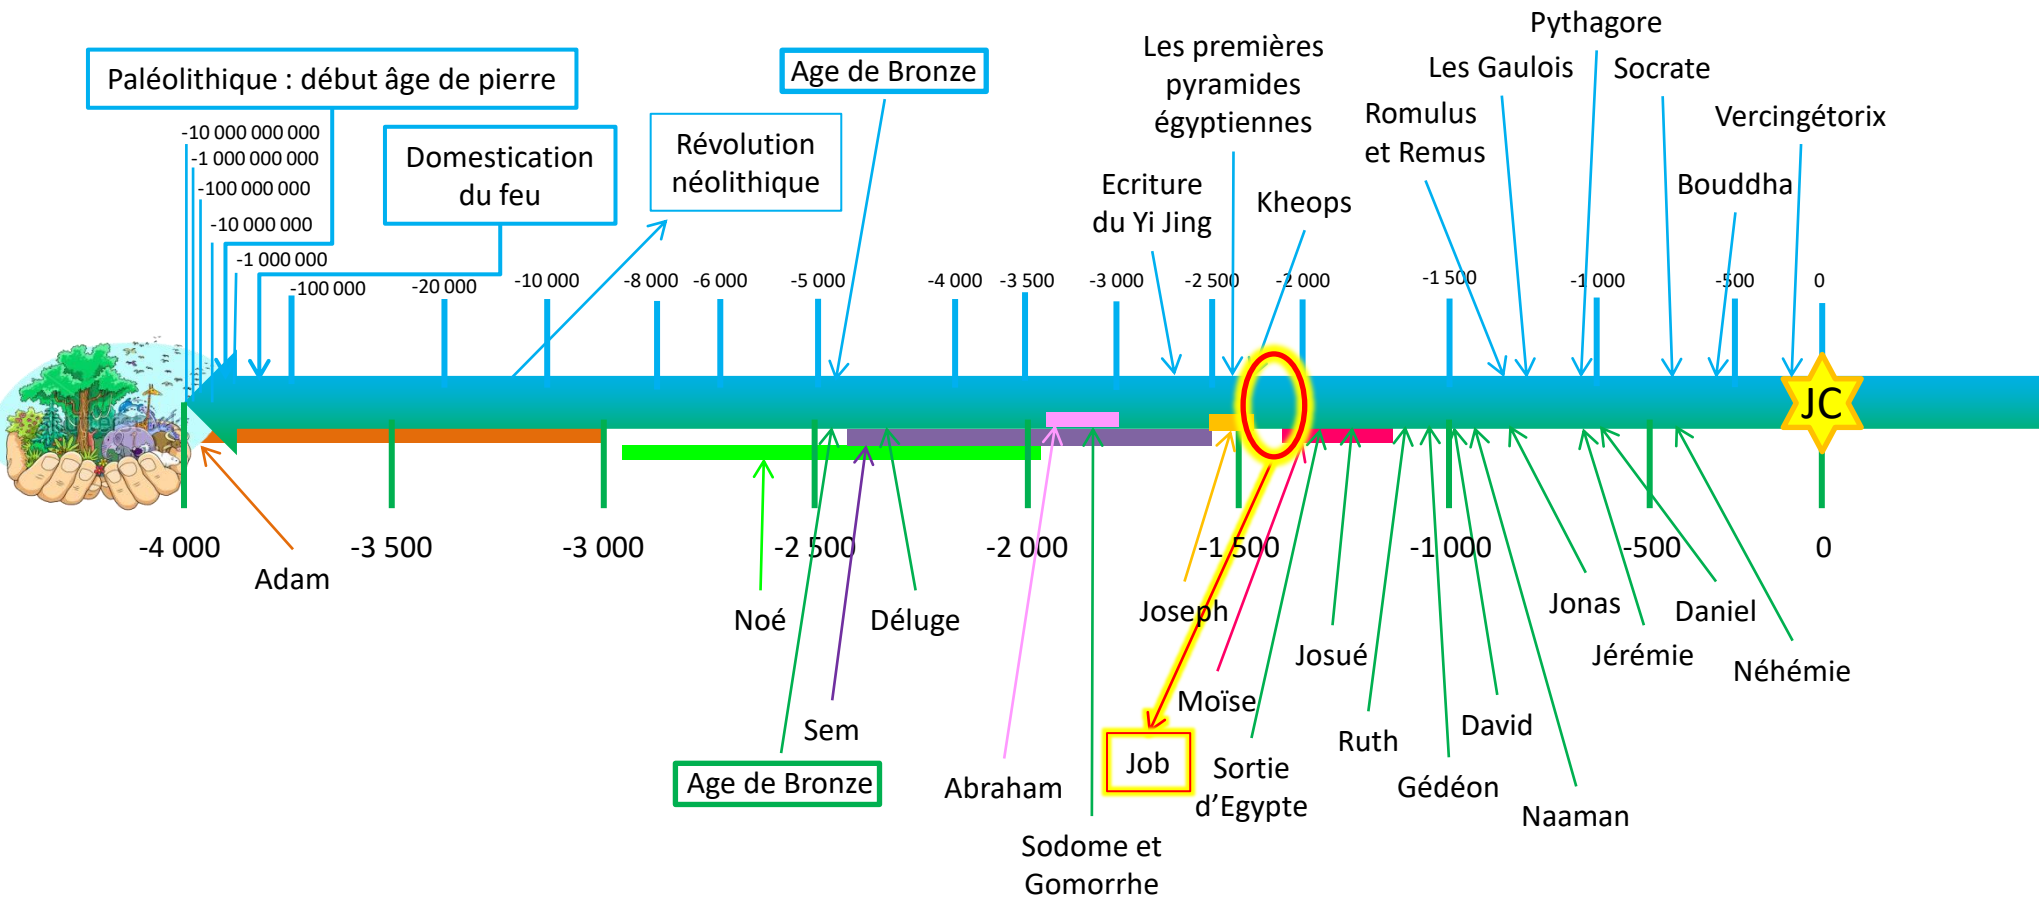 Pythagore
Les premières
pyramides
égyptiennes
Les Gaulois
Socrate
Paléolithique : début âge de pierre
Age de Bronze
Romulus
et Remus
Vercingétorix
-10 000 000 000
-1 000 000 000
-100 000 000
-10 000 000
-1 000 000
Domestication
du feu
Révolution
néolithique
Ecriture
du Yi Jing
Kheops
Bouddha
-100 000
-20 000
-10 000
-8 000
-6 000
-5 000
-4 000
-3 500
-3 000
-2 500
-2 000
-1 500
-1 000
-500
0
JC
-4 000
-3 500
-3 000
-2 500
-2 000
-1 500
-1 000
-500
0
Adam
Noé
Déluge
Joseph
Jonas
Daniel
Josué
Jérémie
Néhémie
Moïse
Sem
David
Ruth
Age de Bronze
Abraham
Job
Sortie
d’Egypte
Gédéon
Naaman
Sodome et
Gomorrhe